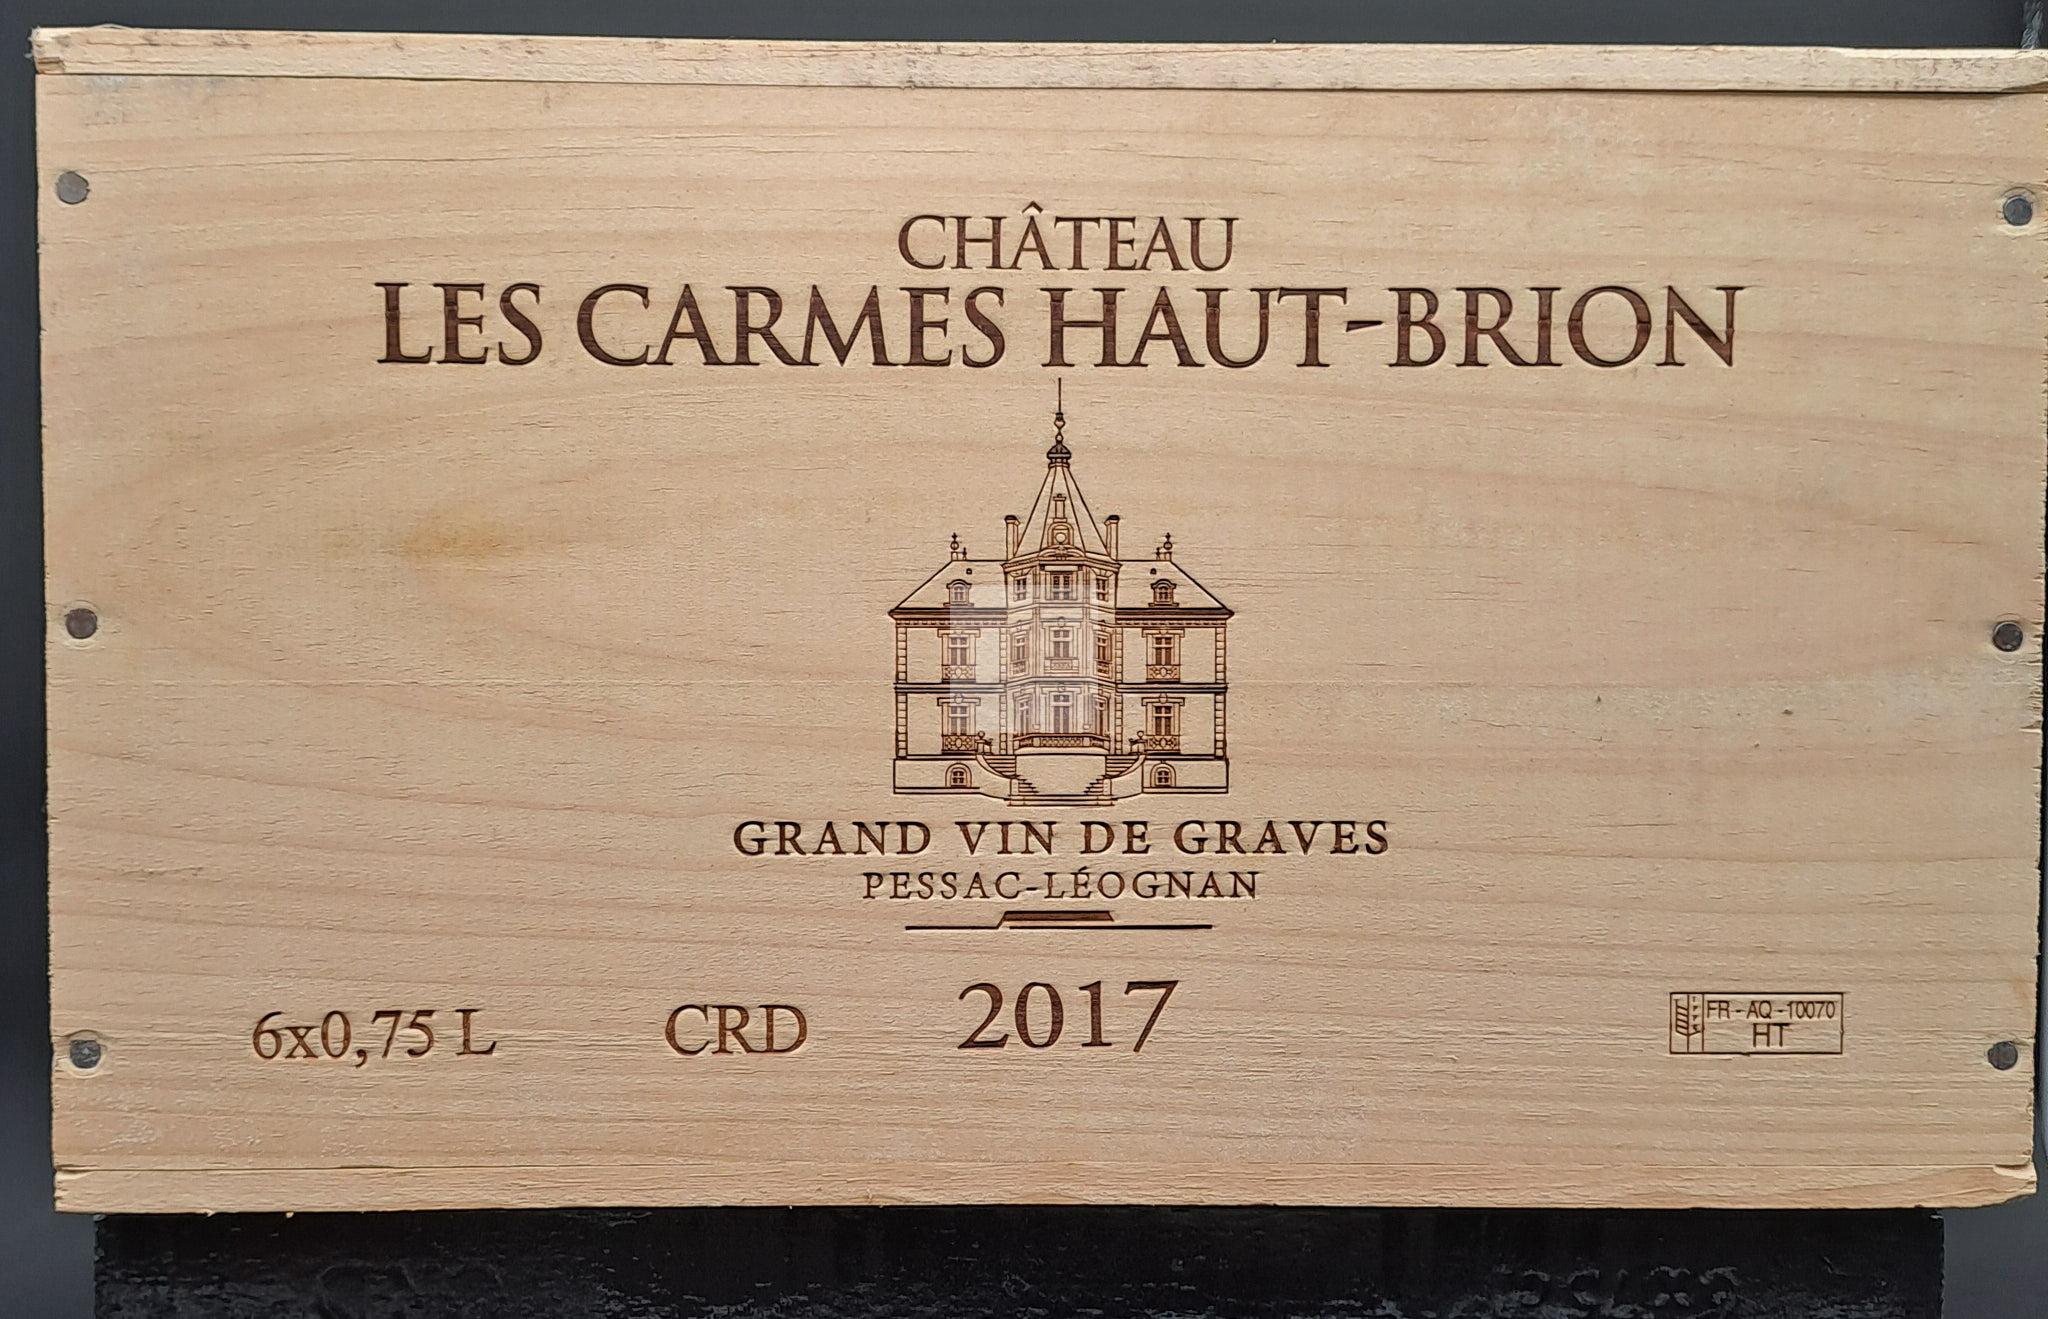 CHÂTEAU
LES CARMES HAUT-BRION
GRAND VIN DE GRAVES
PESSAC-LÉOGNAN
6x0,75 L CRD 2017
FR - AQ - 10070
HT